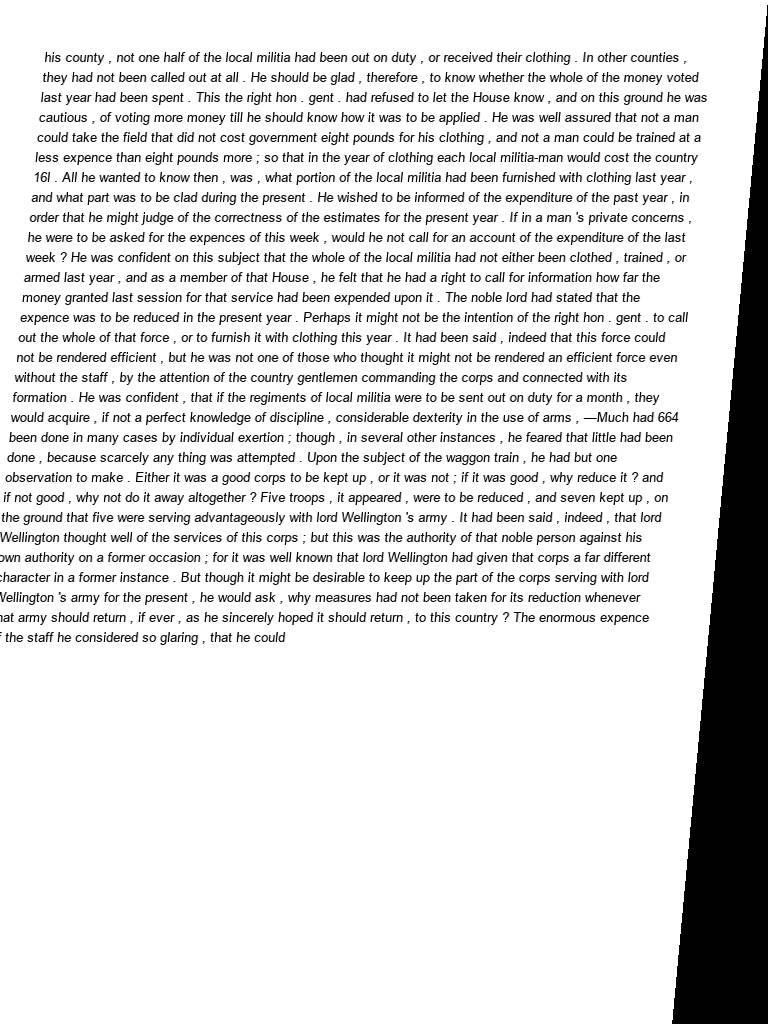 his county , not one half of the local militia had been out on duty , or received their clothing . In other counties ,
they had not been called out at all . He should be glad , therefore , to know whether the whole of the money voted
last year had been spent . This the right hon . gent . had refused to let the House know , and on this ground he was
cautious , of voting more money till he should know how it was to be applied . He was well assured that not a man
could take the field that did not cost government eight pounds for his clothing , and not a man could be trained at a
less expence than eight pounds more ; so that in the year of clothing each local militia-man would cost the country
16l . All he wanted to know then , was , what portion of the local militia had been furnished with clothing last year ,
and what part was to be clad during the present . He wished to be informed of the expenditure of the past year , in
order that he might judge of the correctness of the estimates for the present year . If in a man 's private concerns ,
he were to be asked for the expences of this week , would he not call for an account of the expenditure of the last
week ? He was confident on this subject that the whole of the local militia had not either been clothed , trained , or
armed last year , and as a member of that House , he felt that he had a right to call for information how far the
money granted last session for that service had been expended upon it . The noble lord had stated that the
expence was to be reduced in the present year . Perhaps it might not be the intention of the right hon . gent . to call
out the whole of that force , or to furnish it with clothing this year . It had been said , indeed that this force could
not be rendered efficient , but he was not one of those who thought it might not be rendered an efficient force even
without the staff , by the attention of the country gentlemen commanding the corps and connected with its
formation . He was confident , that if the regiments of local militia were to be sent out on duty for a month , they
would acquire , if not a perfect knowledge of discipline , considerable dexterity in the use of arms , —Much had 664
been done in many cases by individual exertion ; though , in several other instances , he feared that little had been
done , because scarcely any thing was attempted . Upon the subject of the waggon train , he had but one
observation to make . Either it was a good corps to be kept up , or it was not ; if it was good , why reduce it ? and
if not good , why not do it away altogether ? Five troops , it appeared , were to be reduced , and seven kept up , on
the ground that five were serving advantageously with lord Wellington 's army . It had been said , indeed , that lord
Wellington thought well of the services of this corps ; but this was the authority of that noble person against his
own authority on a former occasion ; for it was well known that lord Wellington had given that corps a far different
character in a former instance . But though it might be desirable to keep up the part of the corps serving with lord
Wellington 's army for the present , he would ask , why measures had not been taken for its reduction whenever
hat army should return , if ever , as he sincerely hoped it should return , to this country ? The enormous expence
f the staff he considered so glaring , that he could